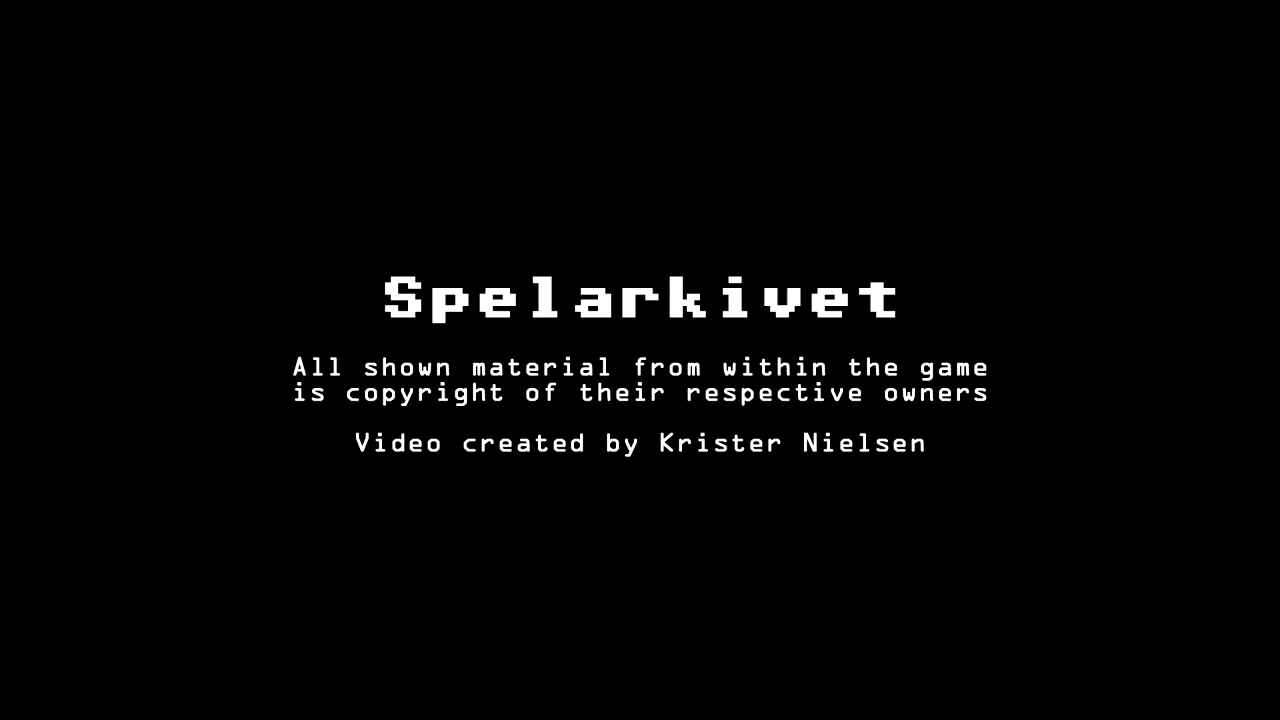 Spelarkivet
All shown material from within the game
is copyright of their respective owners
Video created by Krister Nielsen